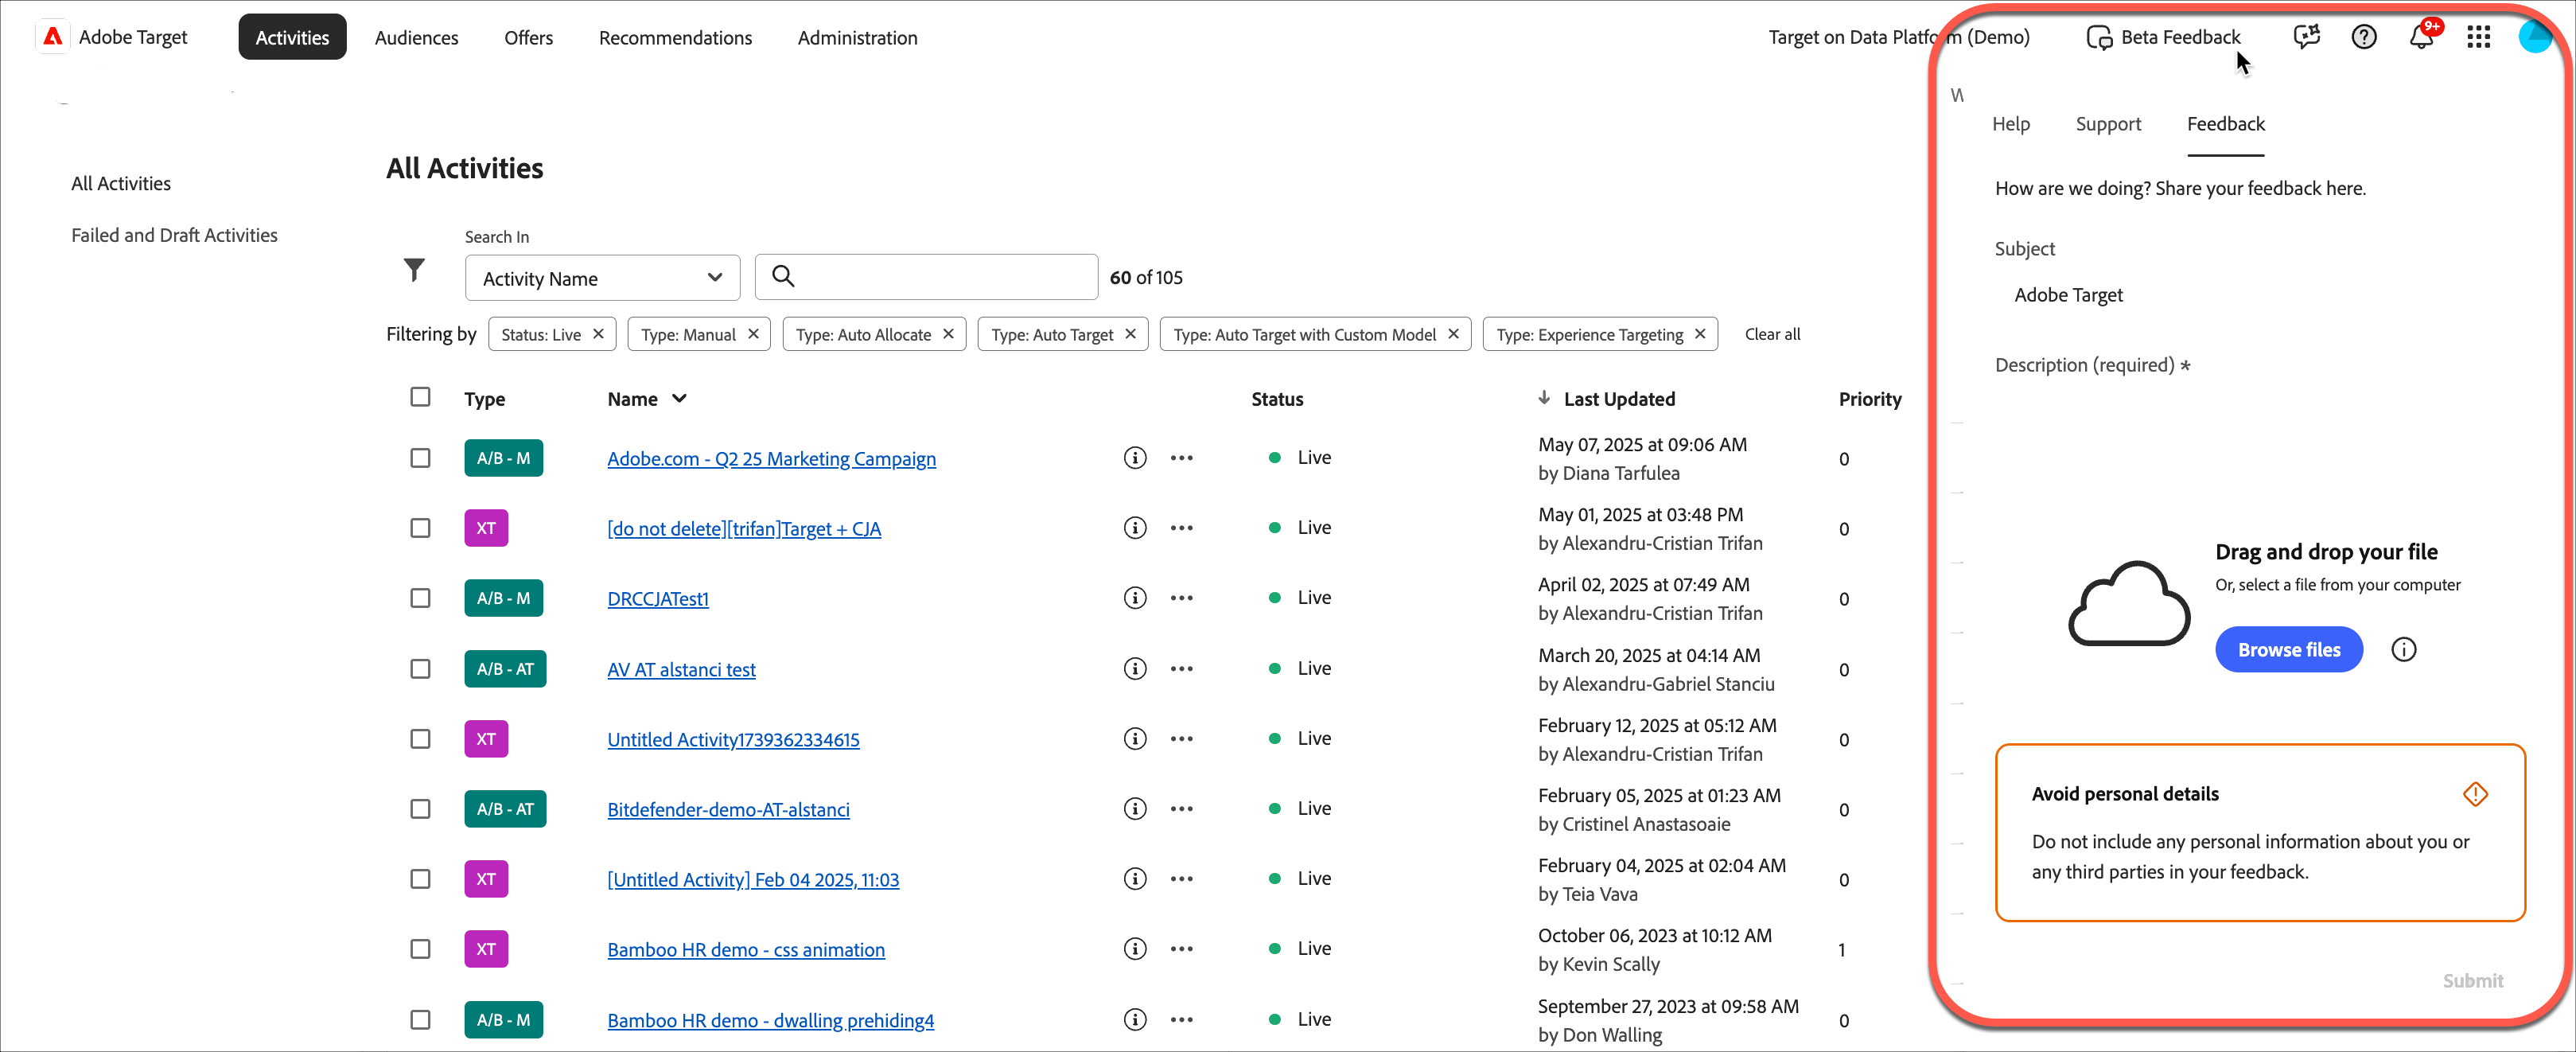 Adobe Target
Activities
Audiences
Offers
Recommendations
Administration
Target on Data Platform (Demo)
Beta Feedback
9+
All Activities
Failed and Draft Activities
All Activities
Search In
Activity Name
60 of 105
Filtering by
Status: Live
Type: Manual
Type: Auto Allocate
Type: Auto Target
Type: Auto Target with Custom Model
Type: Experience Targeting
Clear all
Type
Name
Status
Last Updated
Priority
A/B - M
Adobe.com - Q2 25 Marketing Campaign
Live
May 07, 2025 at 09:06 AM
by Diana Tarfulea
0
XT
[do not delete][trifan]Target + CJA
Live
May 01, 2025 at 03:48 PM
by Alexandru-Cristian Trifan
0
A/B - M
DRCCJATest1
Live
April 02, 2025 at 07:49 AM
by Alexandru-Cristian Trifan
0
A/B - AT
AV AT alstanci test
Live
March 20, 2025 at 04:14 AM
by Alexandru-Gabriel Stanciu
0
XT
Untitled Activity1739362334615
Live
February 12, 2025 at 05:12 AM
by Alexandru-Cristian Trifan
0
A/B - AT
Bitdefender-demo-AT-alstanci
Live
February 05, 2025 at 01:23 AM
by Cristinel Anastasoaie
0
XT
[Untitled Activity] Feb 04 2025, 11:03
Live
February 04, 2025 at 02:04 AM
by Teia Vava
0
XT
Bamboo HR demo - css animation
Live
October 06, 2023 at 10:12 AM
by Kevin Scally
1
A/B - M
Bamboo HR demo - dwalling prehiding4
Live
September 27, 2023 at 09:58 AM
by Don Walling
0
W
Help
Support
Feedback
How are we doing? Share your feedback here.
Subject
Adobe Target
Description (required) *
Drag and drop your file
Or, select a file from your computer
Browse files
Avoid personal details
Do not include any personal information about you or
any third parties in your feedback.
Submit